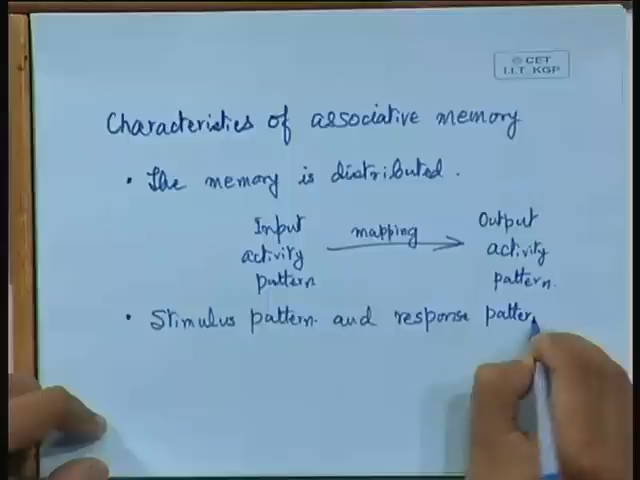 © CET
I.I.T. KGP
Characteristics of associative memory
• The memory is distributed.
Input activity pattern mapping Output activity pattern.
• Stimulus pattern and response patter